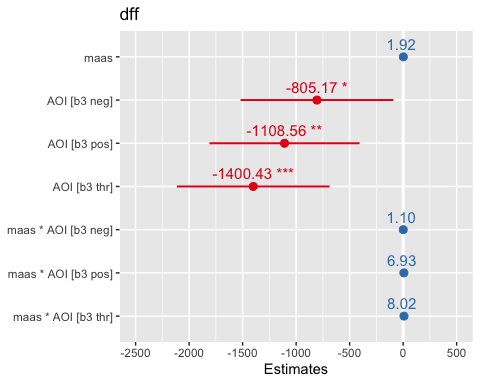 dff
maas
1.92
AOI [b3 neg]
-805.17 *
AOI [b3 pos]
-1108.56 **
AOI [b3 thr]
-1400.43 ***
maas * AOI [b3 neg]
1.10
maas * AOI [b3 pos]
6.93
maas * AOI [b3 thr]
8.02
-2500 -2000 -1500 -1000 -500 0 500
Estimates